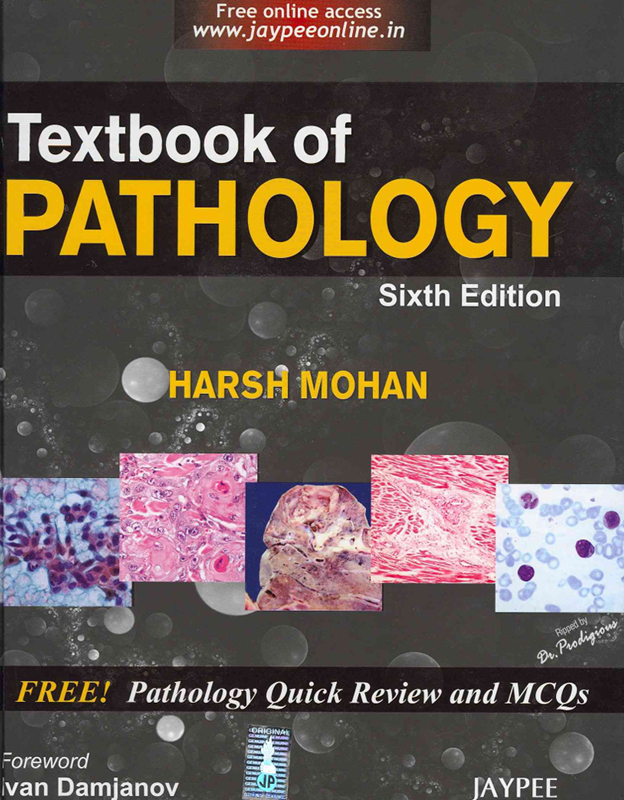 Free online access
www.jaypeeonline.in
Textbook of
PATHOLOGY
Sixth Edition
HARSH MOHAN
Ripped by
Dr. Prodigious
FREE! Pathology Quick Review and MCQs
Foreword
Ivan Damjanov
ORIGINAL
JP
JAYPEE